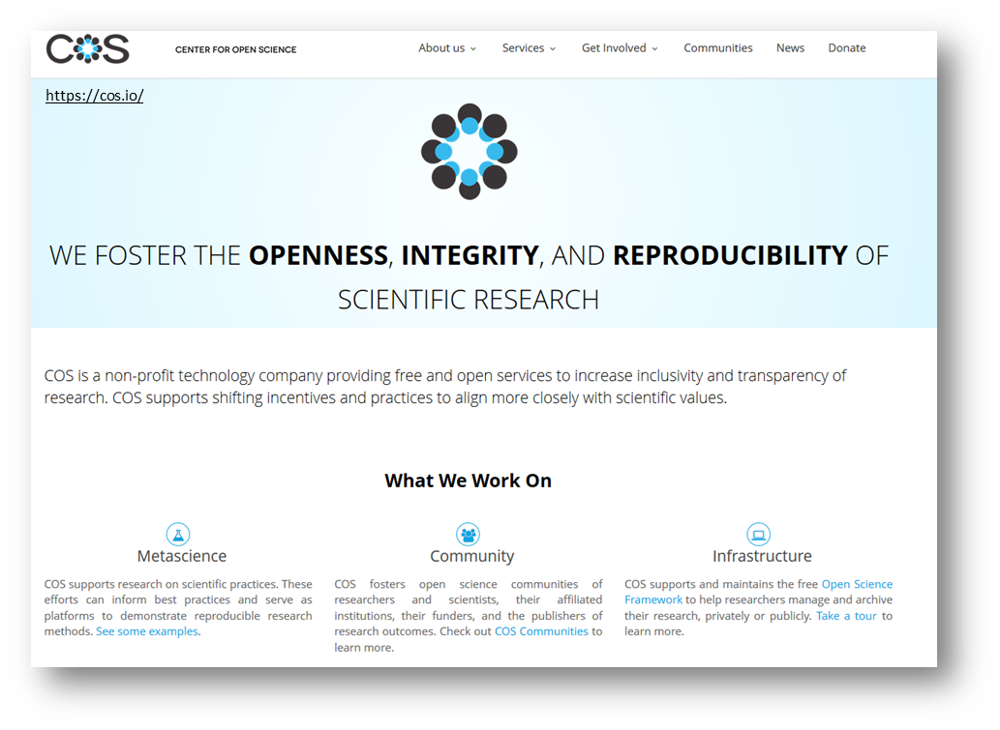 COS
CENTER FOR OPEN SCIENCE
About us
Services
Get Involved
Communities
News
Donate
https://cos.io/
WE FOSTER THE OPENNESS, INTEGRITY, AND REPRODUCIBILITY OF
SCIENTIFIC RESEARCH
COS is a non-profit technology company providing free and open services to increase inclusivity and transparency of
research. COS supports shifting incentives and practices to align more closely with scientific values.
What We Work On
Metascience
COS supports research on scientific practices. These
efforts can inform best practices and serve as
platforms to demonstrate reproducible research
methods. See some examples.
Community
COS fosters open science communities of
researchers and scientists, their affiliated
institutions, their funders, and the publishers of
research outcomes. Check out COS Communities to
learn more.
Infrastructure
COS supports and maintains the free Open Science
Framework to help researchers manage and archive
their research, privately or publicly. Take a tour to
learn more.